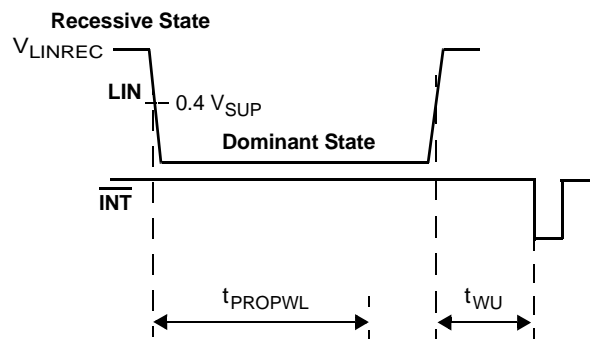 Recessive State
VLINREC
LIN
0.4 VSUP
Dominant State
INT
tPROPWL
tWU